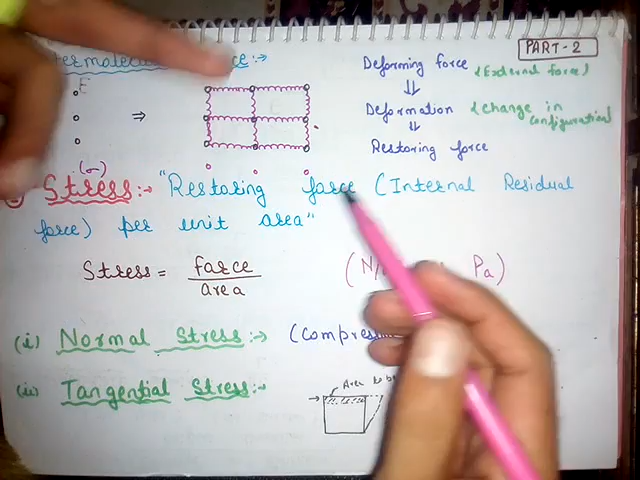 PART-2
Deforming force (External force)
⇓
Deformation (change in configuration)
⇓
Restoring force
⇒
(σ)
Stress:→ "Restoring force (Internal Residual
force) per unit area"
Stress = force/area (N/ Pa)
(i) Normal Stress:→
(ii) Tangential Stress:→
Area